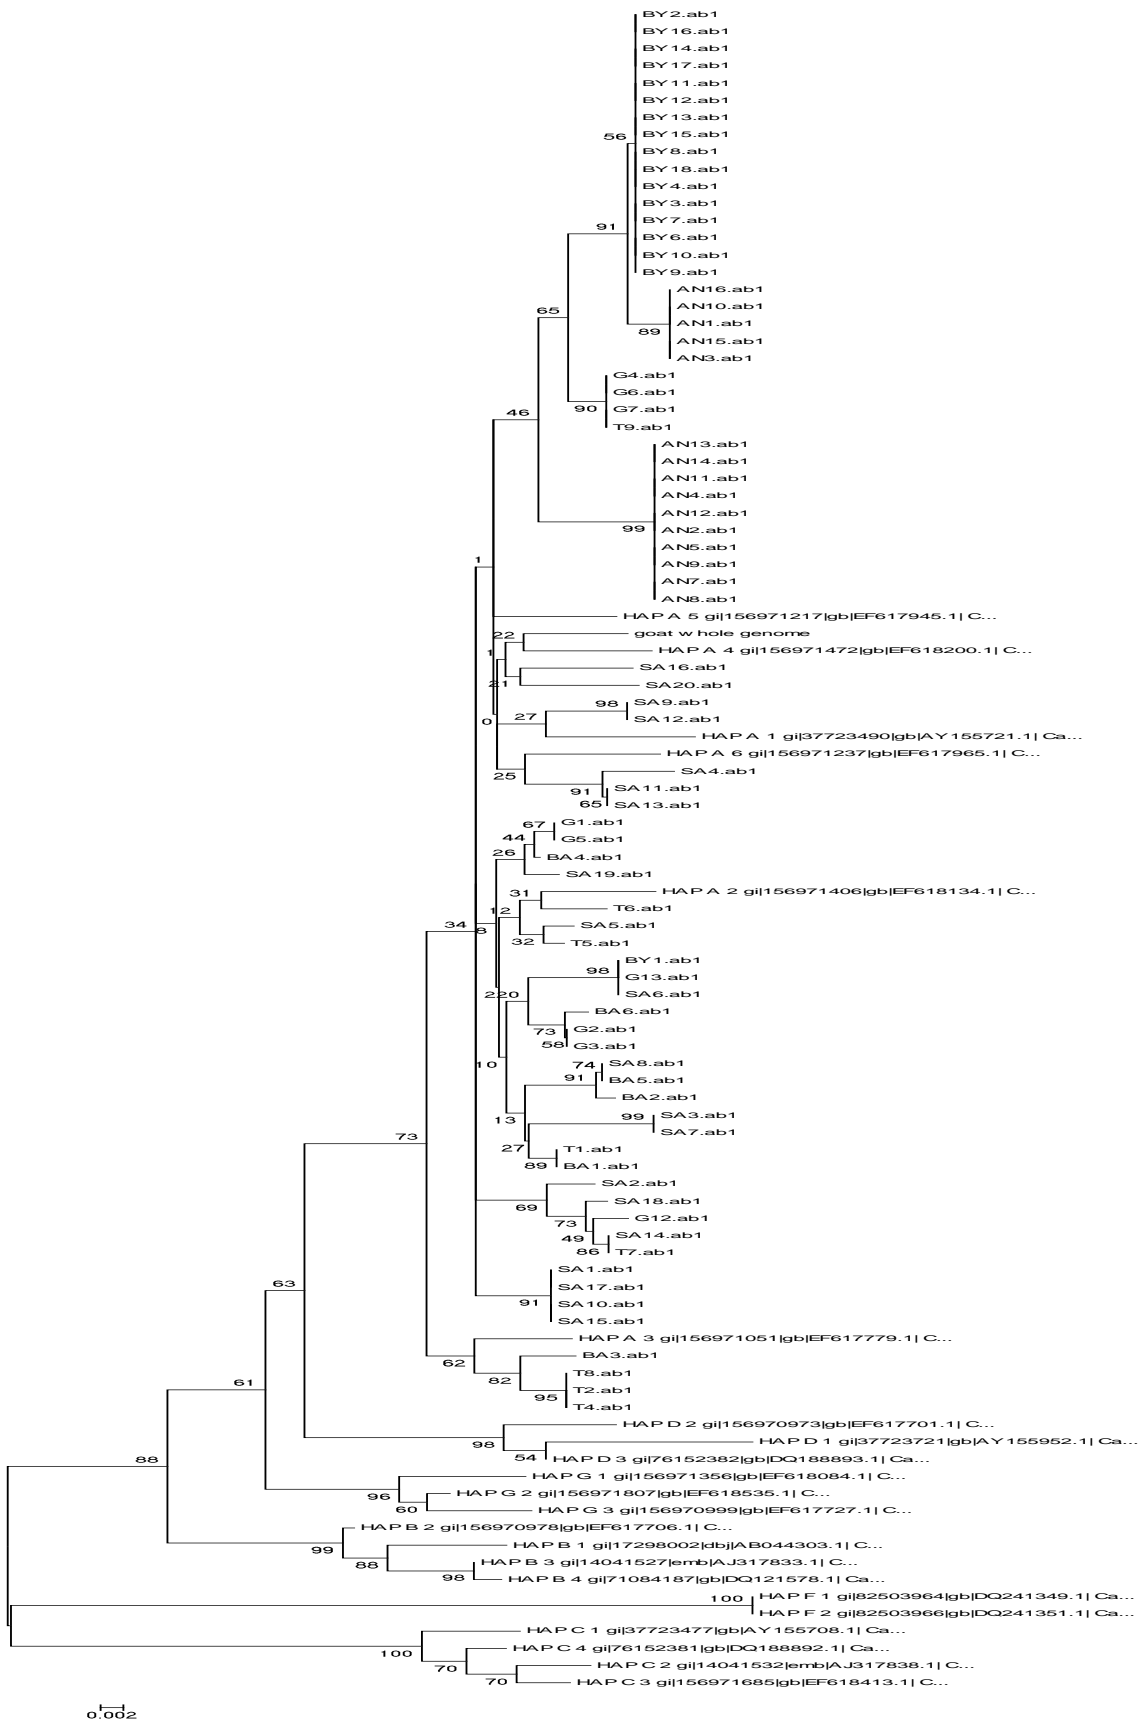 BY2.ab1
BY16.ab1
BY14.ab1
BY17.ab1
BY11.ab1
BY12.ab1
BY13.ab1
56 BY15.ab1
BY8.ab1
BY18.ab1
BY4.ab1
BY3.ab1
BY7.ab1
91 BY6.ab1
BY10.ab1
BY9.ab1
AN16.ab1
65 AN10.ab1
AN1.ab1
89
AN15.ab1
AN3.ab1
G4.ab1
G6.ab1
46 90 G7.ab1
T9.ab1
AN13.ab1
AN14.ab1
AN11.ab1
AN4.ab1
AN12.ab1
99 AN2.ab1
AN5.ab1
1 AN9.ab1
AN7.ab1
AN8.ab1
HAP A 5 gi|156971217|gb|EF617945.1| C...
22 goat w hole genome
1 HAP A 4 gi|156971472|gb|EF618200.1| C...
SA16.ab1
21 SA20.ab1
98 SA9.ab1
0 27 SA12.ab1
HAP A 1 gi|37723490|gb|AY155721.1| Ca...
HAP A 6 gi|156971237|gb|EF617965.1| C...
25 SA4.ab1
91 SA11.ab1
65 SA13.ab1
67 G1.ab1
44 G5.ab1
26 BA4.ab1
SA19.ab1
31 HAP A 2 gi|156971406|gb|EF618134.1| C...
12 T6.ab1
34 8 SA5.ab1
32 T5.ab1
BY1.ab1
98 G13.ab1
220 SA6.ab1
BA6.ab1
73 G2.ab1
58 G3.ab1
10 74 SA8.ab1
91 BA5.ab1
BA2.ab1
13 99 SA3.ab1
SA7.ab1
73 27 T1.ab1
89 BA1.ab1
SA2.ab1
69 SA18.ab1
73 G12.ab1
49 SA14.ab1
86 T7.ab1
SA1.ab1
63 SA17.ab1
91 SA10.ab1
SA15.ab1
HAP A 3 gi|156971051|gb|EF617779.1| C...
62 BA3.ab1
82 T8.ab1
61 95 T2.ab1
T4.ab1
HAP D 2 gi|156970973|gb|EF617701.1| C...
98 HAP D 1 gi|37723721|gb|AY155952.1| Ca...
88 54 HAP D 3 gi|76152382|gb|DQ188893.1| Ca...
HAP G 1 gi|156971356|gb|EF618084.1| C...
96 HAP G 2 gi|156971807|gb|EF618535.1| C...
60 HAP G 3 gi|156970999|gb|EF617727.1| C...
HAP B 2 gi|156970978|gb|EF617706.1| C...
99 HAP B 1 gi|17298002|dbj|AB044303.1| C...
88 HAP B 3 gi|14041527|emb|AJ317833.1| C...
98 HAP B 4 gi|71084187|gb|DQ121578.1| Ca...
100 HAP F 1 gi|82503964|gb|DQ241349.1| Ca...
HAP F 2 gi|82503966|gb|DQ241351.1| Ca...
HAP C 1 gi|37723477|gb|AY155708.1| Ca...
100 HAP C 4 gi|76152381|gb|DQ188892.1| Ca...
70 HAP C 2 gi|14041532|emb|AJ317838.1| C...
70 HAP C 3 gi|156971685|gb|EF618413.1| C...
0.002